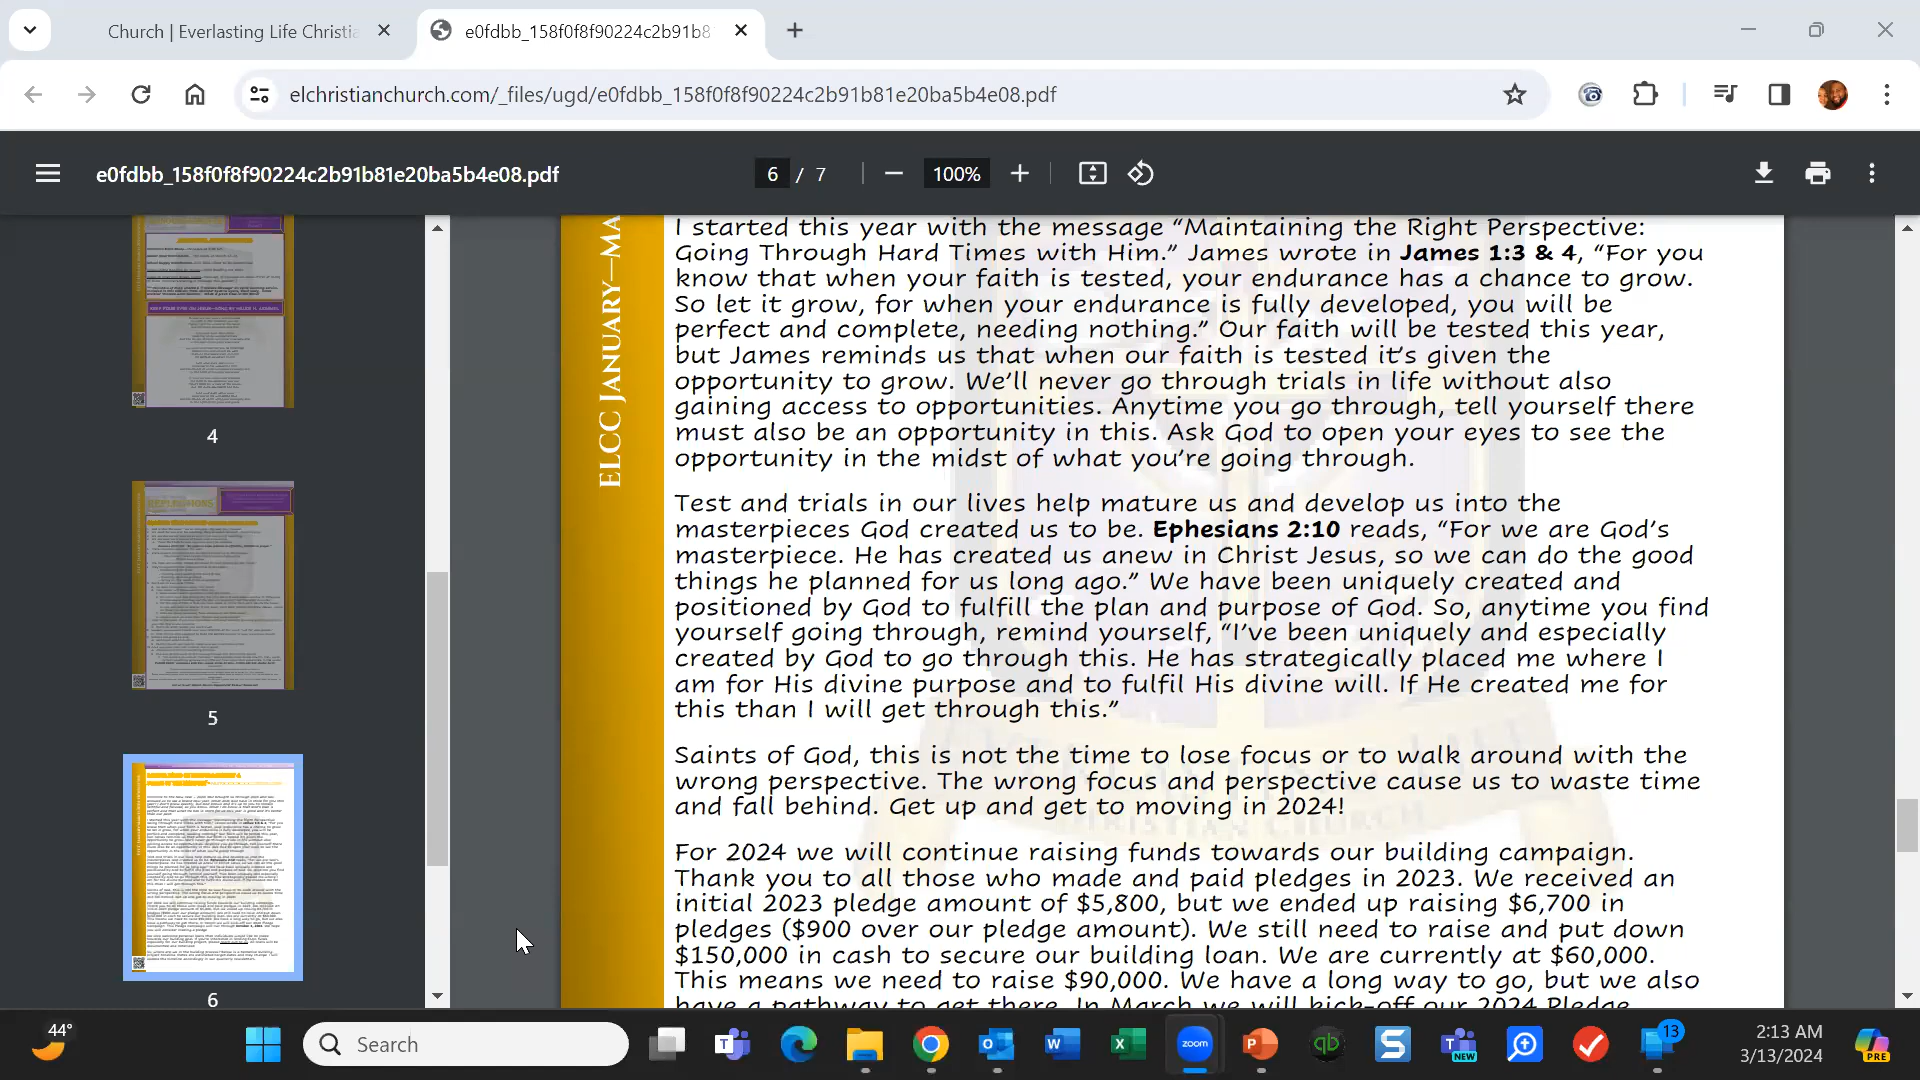 Church | Everlasting Life Christia
e0fdbb_158f0f8f90224c2b91b8
elchristianchurch.com/_files/ugd/e0fdbb_158f0f8f90224c2b91b81e20ba5b4e08.pdf
e0fdbb_158f0f8f90224c2b91b81e20ba5b4e08.pdf
6 / 7
100%
4
REFLECTIONS
5
6
ELCC JANUARY—MA
I started this year with the message “Maintaining the Right Perspective:
Going Through Hard Times with Him.” James wrote in James 1:3 & 4, “For you
know that when your faith is tested, your endurance has a chance to grow.
So let it grow, for when your endurance is fully developed, you will be
perfect and complete, needing nothing.” Our faith will be tested this year,
but James reminds us that when our faith is tested it’s given the
opportunity to grow. We’ll never go through trials in life without also
gaining access to opportunities. Anytime you go through, tell yourself there
must also be an opportunity in this. Ask God to open your eyes to see the
opportunity in the midst of what you’re going through.
Test and trials in our lives help mature us and develop us into the
masterpieces God created us to be. Ephesians 2:10 reads, “For we are God’s
masterpiece. He has created us anew in Christ Jesus, so we can do the good
things he planned for us long ago.” We have been uniquely created and
positioned by God to fulfill the plan and purpose of God. So, anytime you find
yourself going through, remind yourself, “I’ve been uniquely and especially
created by God to go through this. He has strategically placed me where I
am for His divine purpose and to fulfil His divine will. If He created me for
this than I will get through this.”
Saints of God, this is not the time to lose focus or to walk around with the
wrong perspective. The wrong focus and perspective cause us to waste time
and fall behind. Get up and get to moving in 2024!
For 2024 we will continue raising funds towards our building campaign.
Thank you to all those who made and paid pledges in 2023. We received an
initial 2023 pledge amount of $5,800, but we ended up raising $6,700 in
pledges ($900 over our pledge amount). We still need to raise and put down
$150,000 in cash to secure our building loan. We are currently at $60,000.
This means we need to raise $90,000. We have a long way to go, but we also
have a pathway to get there. In March we will kick-off our 2024 Pledge
CHRISTIAN CHURCH
44°
Search
zoom
qb
NEW
13
2:13 AM
3/13/2024
PRE